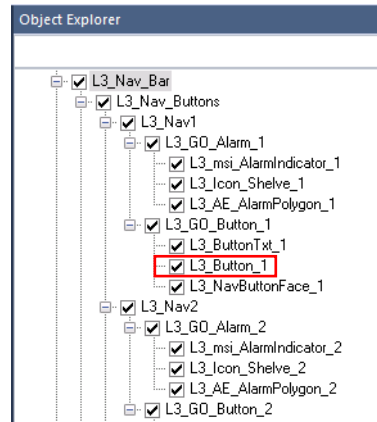 Object Explorer
L3_Nav_Bar
L3_Nav_Buttons
L3_Nav1
L3_GO_Alarm_1
L3_msi_AlarmIndicator_1
L3_Icon_Shelve_1
L3_AE_AlarmPolygon_1
L3_GO_Button_1
L3_ButtonTxt_1
L3_Button_1
L3_NavButtonFace_1
L3_Nav2
L3_GO_Alarm_2
L3_msi_AlarmIndicator_2
L3_Icon_Shelve_2
L3_AE_AlarmPolygon_2
L3_GO_Button_2